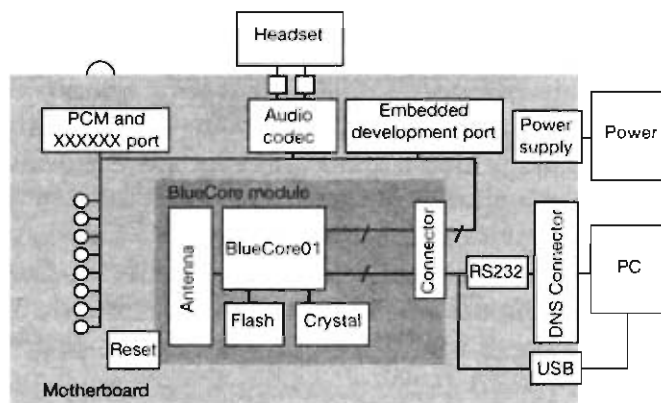 Headset
PCM and
XXXXXX port
Audio
codec
Embedded
development port
Power
supply
Power
BlueCore module
Antenna
BlueCore01
Connector
RS232
DNS Connector
PC
Flash
Crystal
Reset
USB
Motherboard